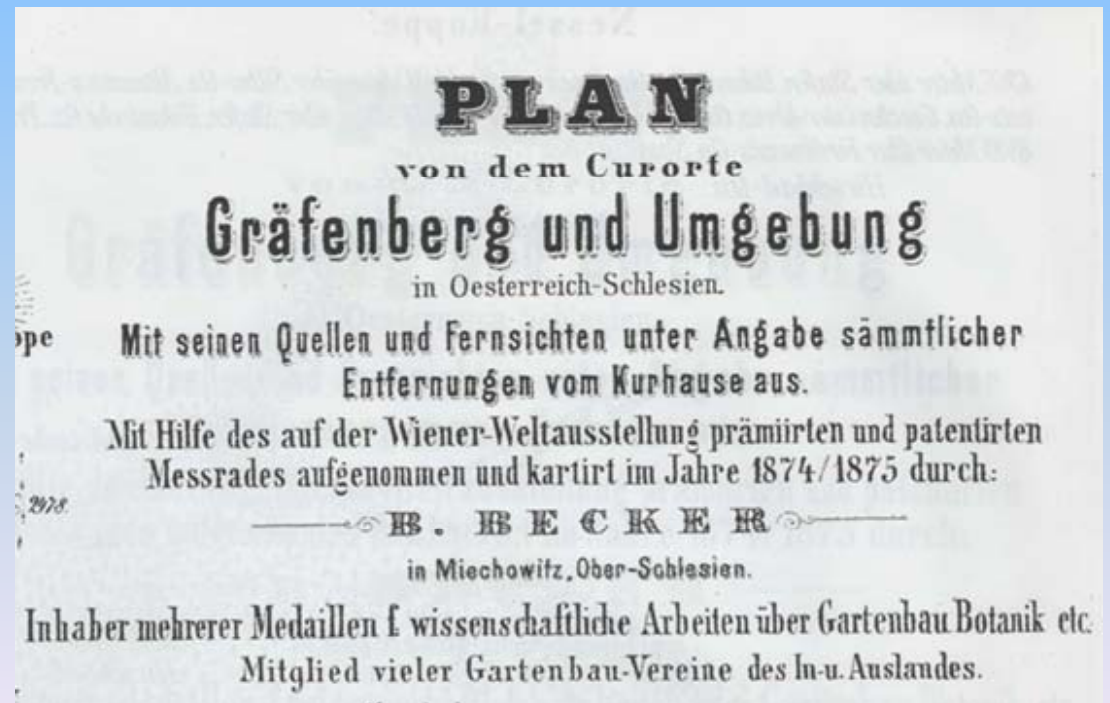 PLAN
von dem Curorte
Gräfenberg und Umgebung
in Oesterreich-Schlesien.
ope
Mit seinen Quellen und Fernsichten unter Angabe sämmtlicher
Entfernungen vom Kurhause aus.
Mit Hilfe des auf der Wiener-Weltausstellung prämiirten und patentirten
Messrades aufgenommen und kartirt im Jahre 1874/1875 durch:
2978.
B. BECKER
in Miechowitz, Ober-Schlesien.
Inhaber mehrerer Medaillen f. wissenschaftliche Arbeiten über Gartenbau Botanik etc.
Mitglied vieler Gartenbau-Vereine des In-u. Auslandes.